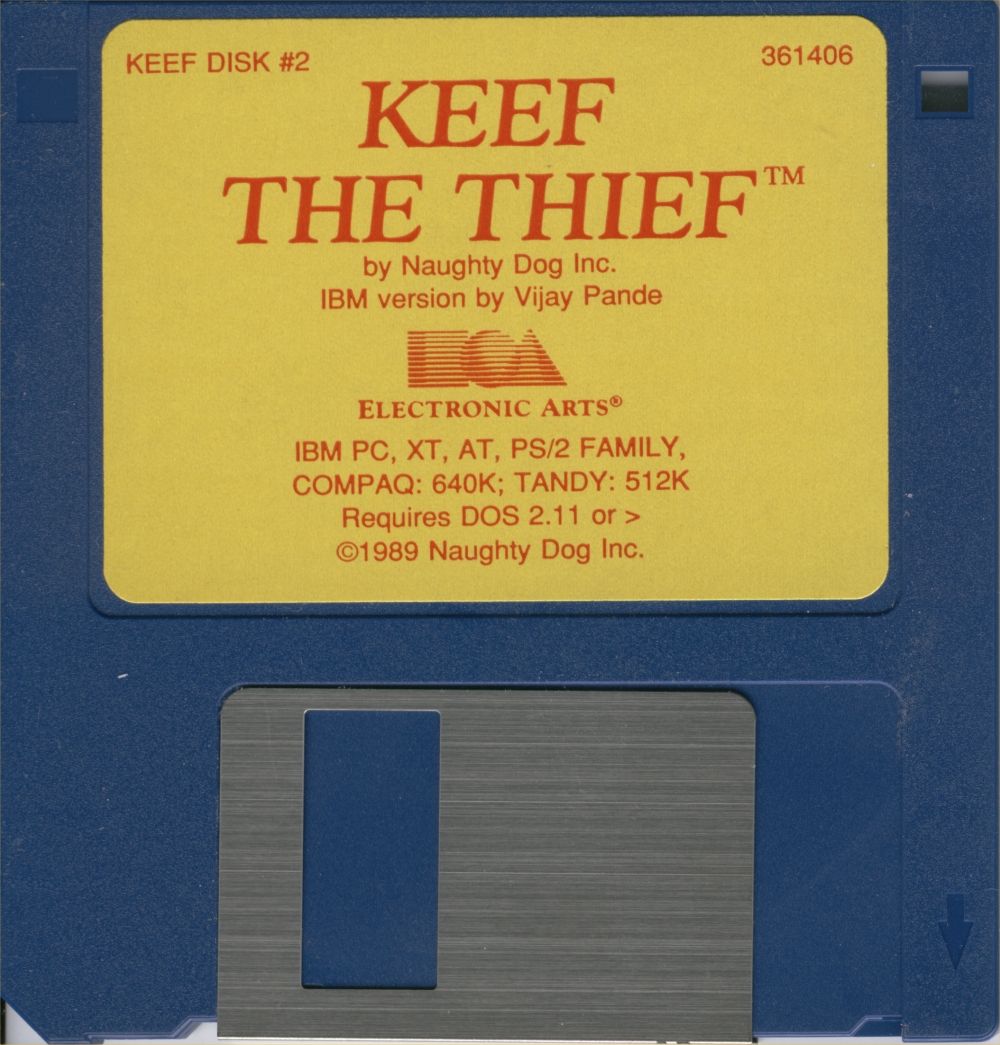 KEEF DISK #2
361406
KEEF
THE THIEF™
by Naughty Dog Inc.
IBM version by Vijay Pande
ELECTRONIC ARTS®
IBM PC, XT, AT, PS/2 FAMILY,
COMPAQ: 640K; TANDY: 512K
Requires DOS 2.11 or >
©1989 Naughty Dog Inc.